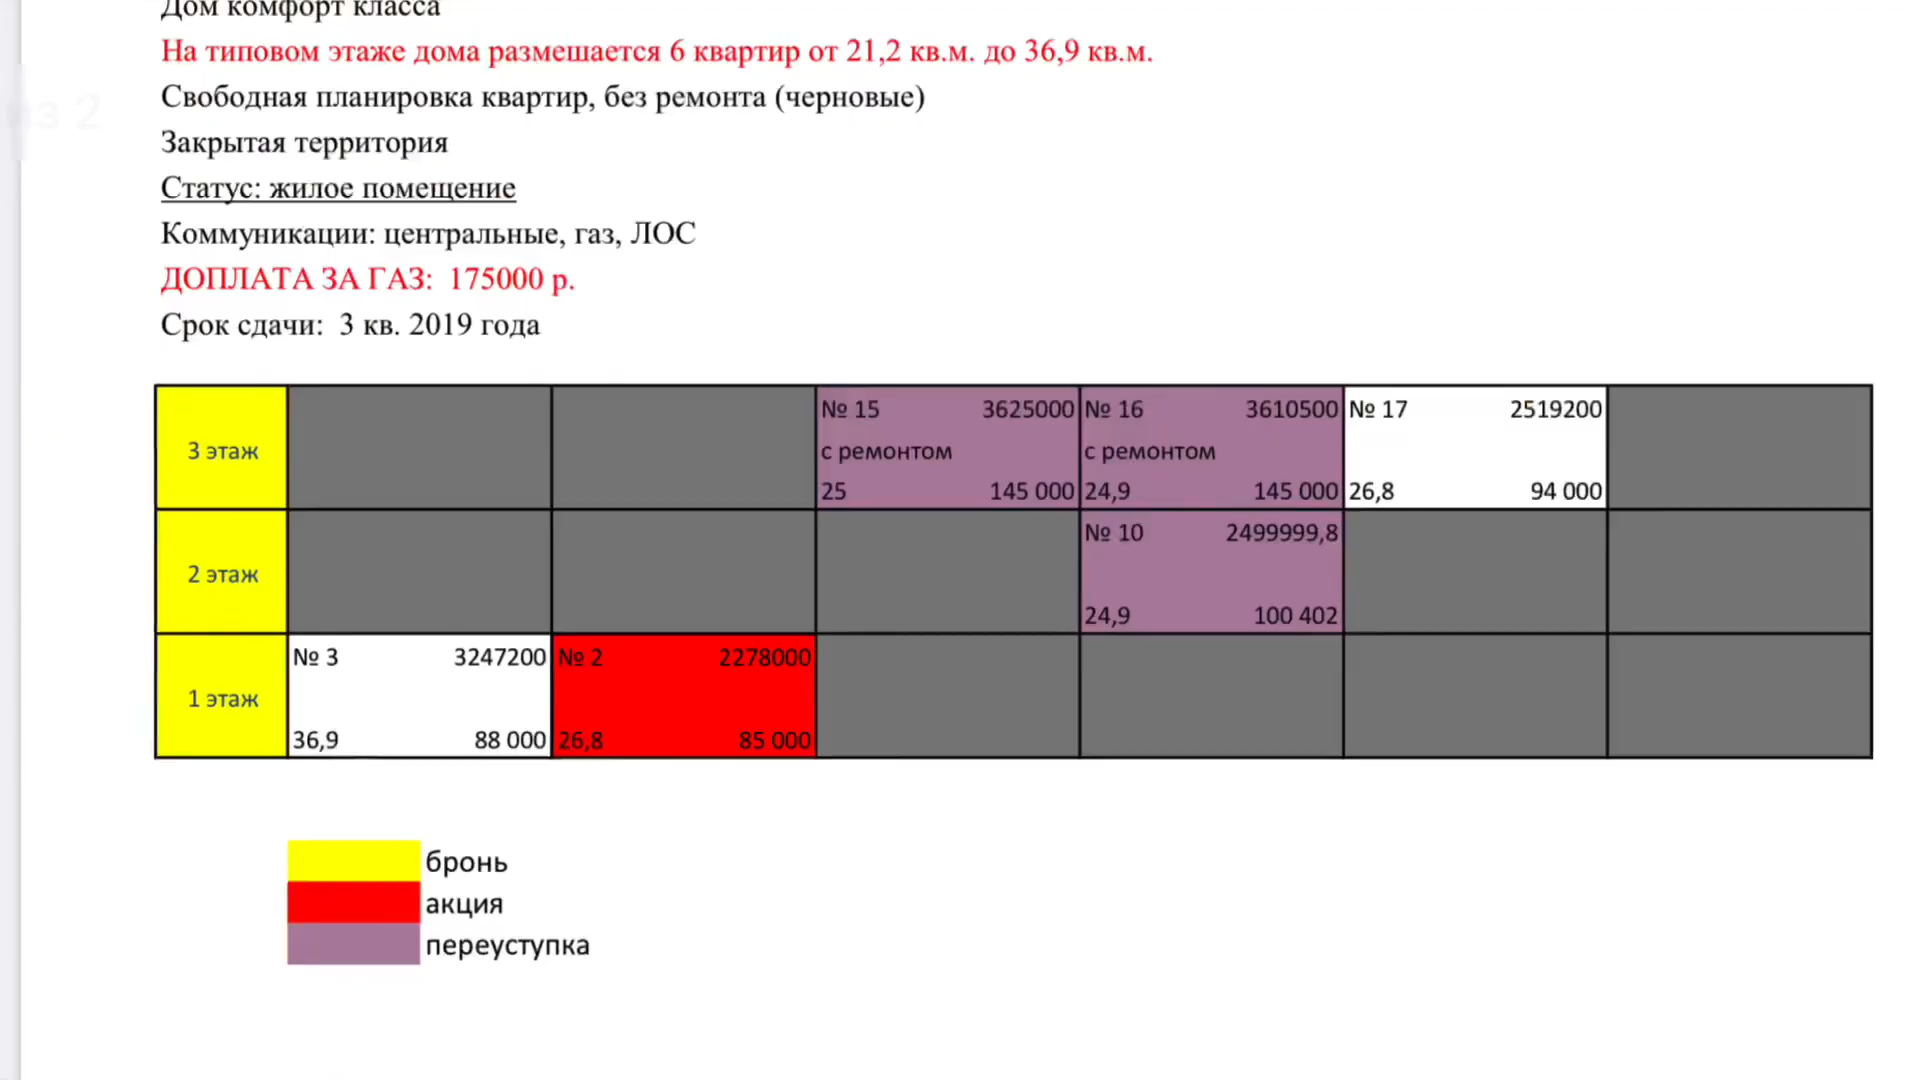 Дом комфорт класса
На типовом этаже дома размешается 6 квартир от 21,2 кв.м. до 36,9 кв.м.
Свободная планировка квартир, без ремонта (черновые)
из 2
Закрытая территория
Статус: жилое помещение
Коммуникации: центральные, газ, ЛОС
ДОПЛАТА ЗА ГАЗ: 175000 р.
Срок сдачи: 3 кв. 2019 года
№ 15 3625000 № 16 3610500 № 17 2519200
3 этаж с ремонтом с ремонтом
25 145 000 24,9 145 000 26,8 94 000
№ 10 2499999,8
2 этаж
24,9 100 402
№ 3 3247200 № 2 2278000
1 этаж
36,9 88 000 26,8 85 000
бронь
акция
переуступка